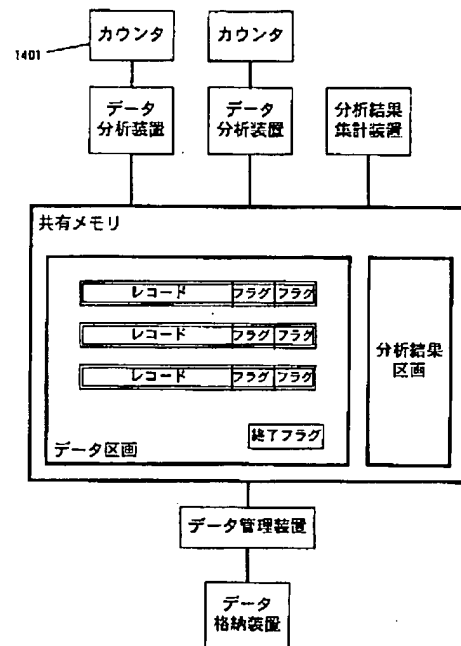 1401
カウンタ
カウンタ
データ
分析装置
データ
分析装置
分析結果
集計装置
共有メモリ
レコード フラグ フラグ
レコード フラグ フラグ
レコード フラグ フラグ
終了フラグ
データ区画
分析結果
区画
データ管理装置
データ
格納装置